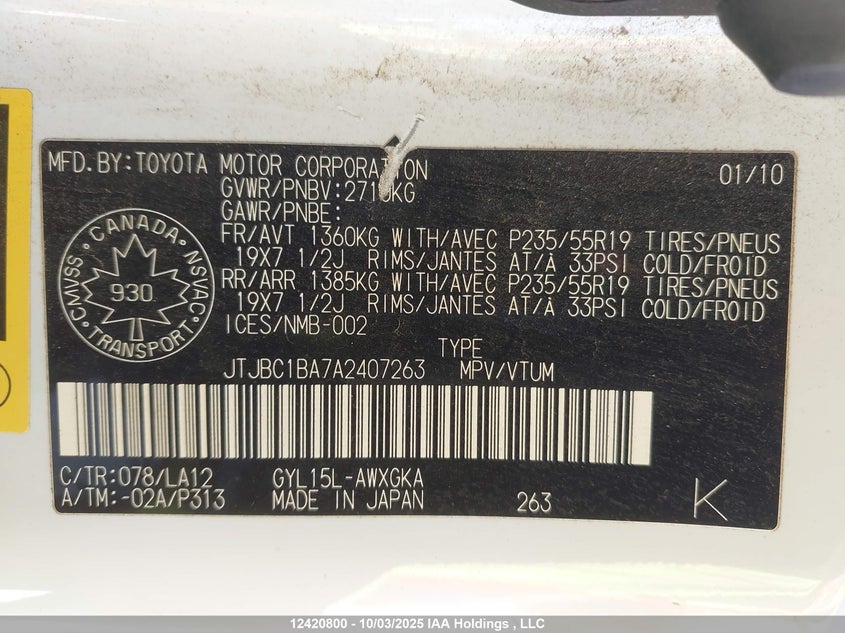 MFD.BY:TOYOTA MOTOR CORPORATION 01/10
GVWR/PNBV:2710KG
GAWR/PNBE:
FR/AVT 1360KG WITH/AVEC P235/55R19 TIRES/PNEUS
19X7 1/2J RIMS/JANTES AT/À 33PSI COLD/FROID
RR/ARR 1385KG WITH/AVEC P235/55R19 TIRES/PNEUS
19X7 1/2J RIMS/JANTES AT/À 33PSI COLD/FROID
ICES/NMB-002
CANADA
CMVSS 930 NSVAC
TRANSPORT
TYPE
JTJBC1BA7A2407263 MPV/VTUM
C/TR:078/LA12 GYL15L-AWXGKA
A/TM:-02A/P313 MADE IN JAPAN 263 K
12420800 - 10/03/2025 IAA Holdings , LLC